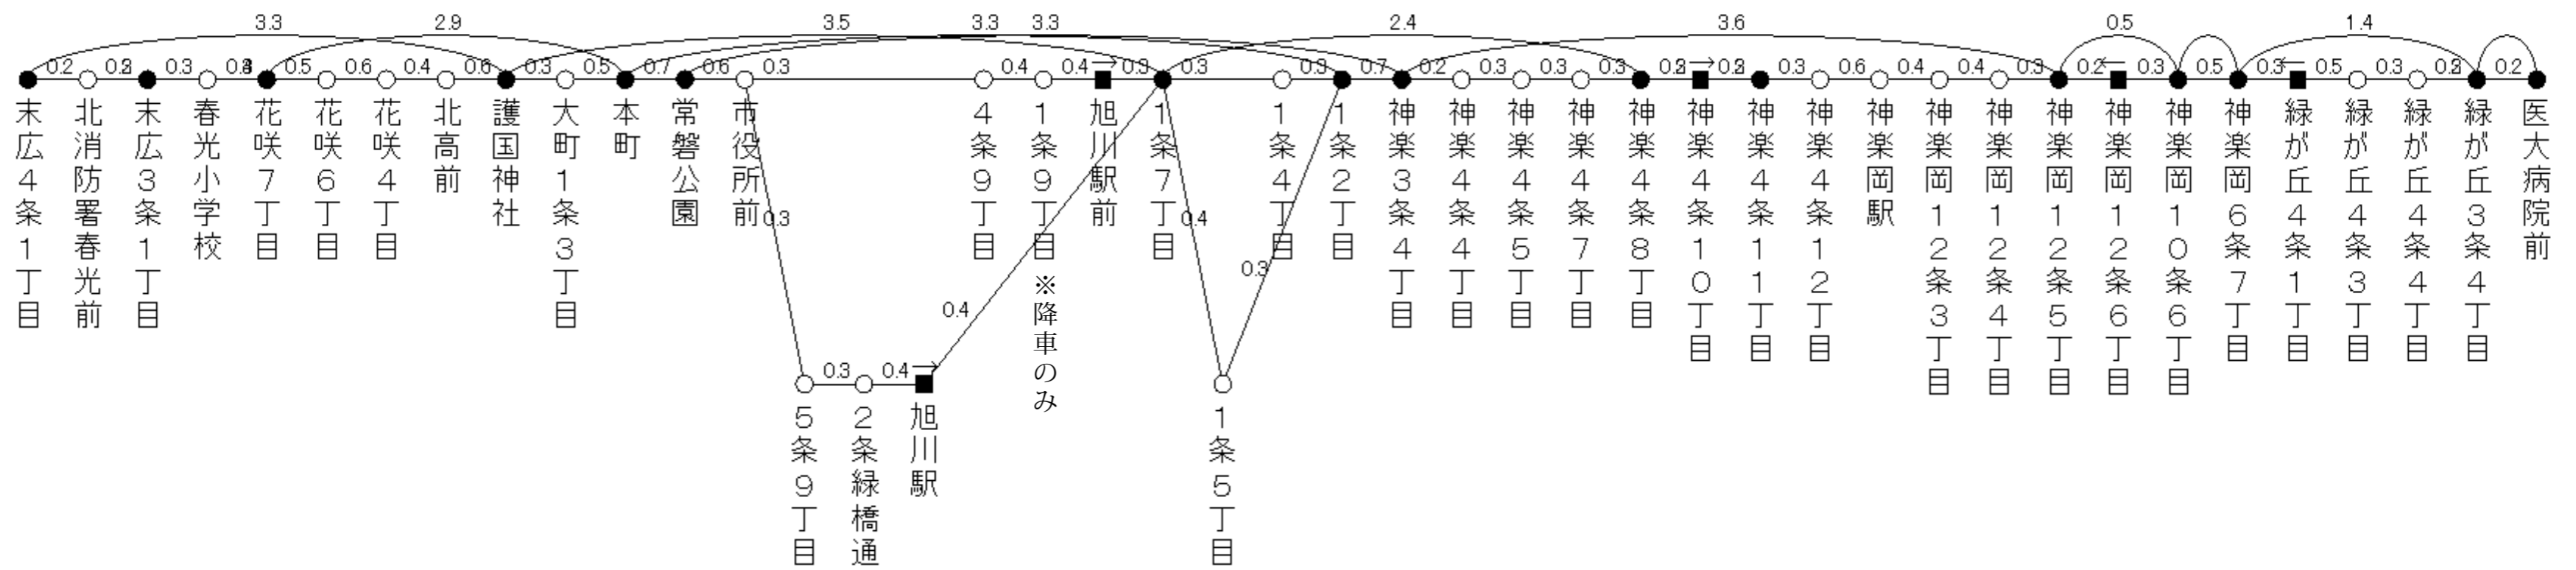 3.3
2.9
3.5
3.3
3.3
2.4
3.6
0.5
1.4
0.2
0.3
0.5
0.6
0.4
0.6
0.3
0.5
0.7
0.6
0.3
0.4
0.4
0.3
0.3
0.3
0.7
0.2
0.3
0.3
0.3
0.3
0.6
0.4
0.4
0.3
0.2
0.3
0.5
0.3
0.5
0.3
0.2
末広4条1丁目
北消防署春光前
末広3条1丁目
春光小学校
花咲7丁目
花咲6丁目
花咲4丁目
北高前
護国神社
大町1条3丁目
本町
常磐公園
市役所前
4条9丁目
1条9丁目
※降車のみ
旭川駅前
1条7丁目
1条4丁目
1条2丁目
神楽3条4丁目
神楽4条4丁目
神楽4条5丁目
神楽4条7丁目
神楽4条8丁目
神楽4条10丁目
神楽4条11丁目
神楽4条12丁目
神楽岡駅
神楽岡12条3丁目
神楽岡12条4丁目
神楽岡12条5丁目
神楽岡12条6丁目
神楽岡10条6丁目
神楽岡6条7丁目
緑が丘4条1丁目
緑が丘4条3丁目
緑が丘4条4丁目
緑が丘3条4丁目
医大病院前
0.3
0.4
0.3
0.4
0.3
0.4
5条9丁目
2条緑橋通
旭川駅
1条5丁目